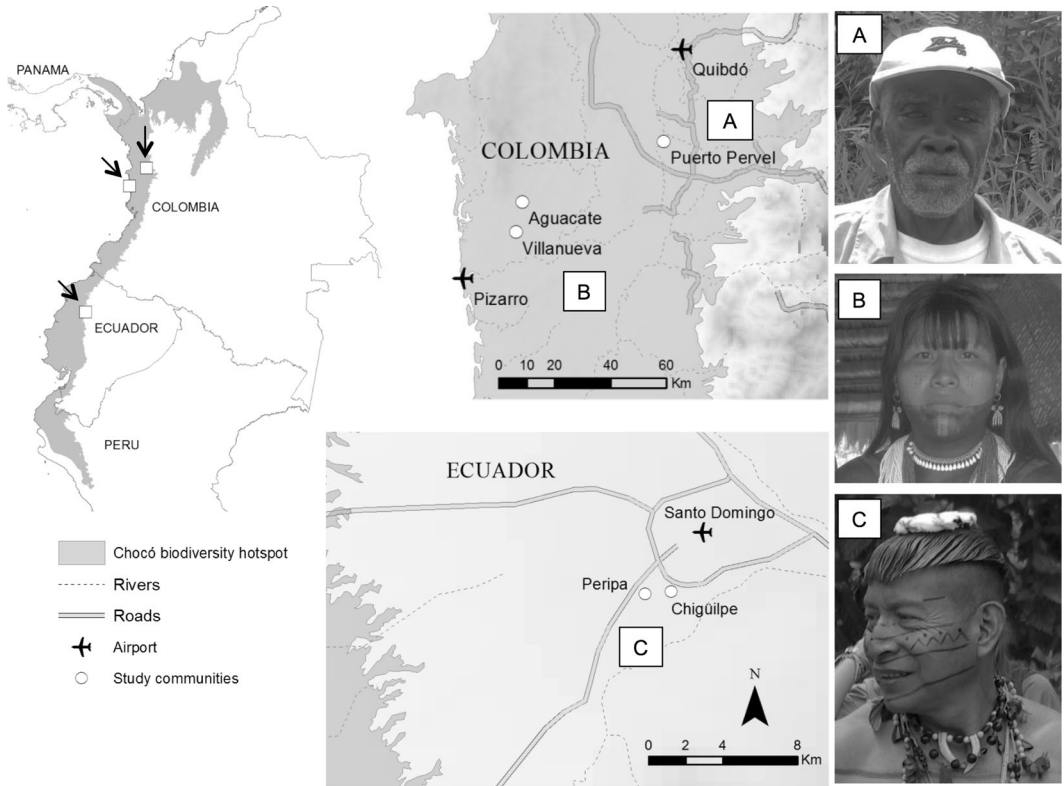 PANAMA
COLOMBIA
ECUADOR
PERU
Chocó biodiversity hotspot
Rivers
Roads
Airport
Study communities
Quibdó
A
Puerto Pervel
COLOMBIA
Aguacate
Villanueva
Pizarro
B
0 10 20 40 60
Km
ECUADOR
Santo Domingo
Peripa
Chigüilpe
C
N
0 2 4 8
Km
A
B
C